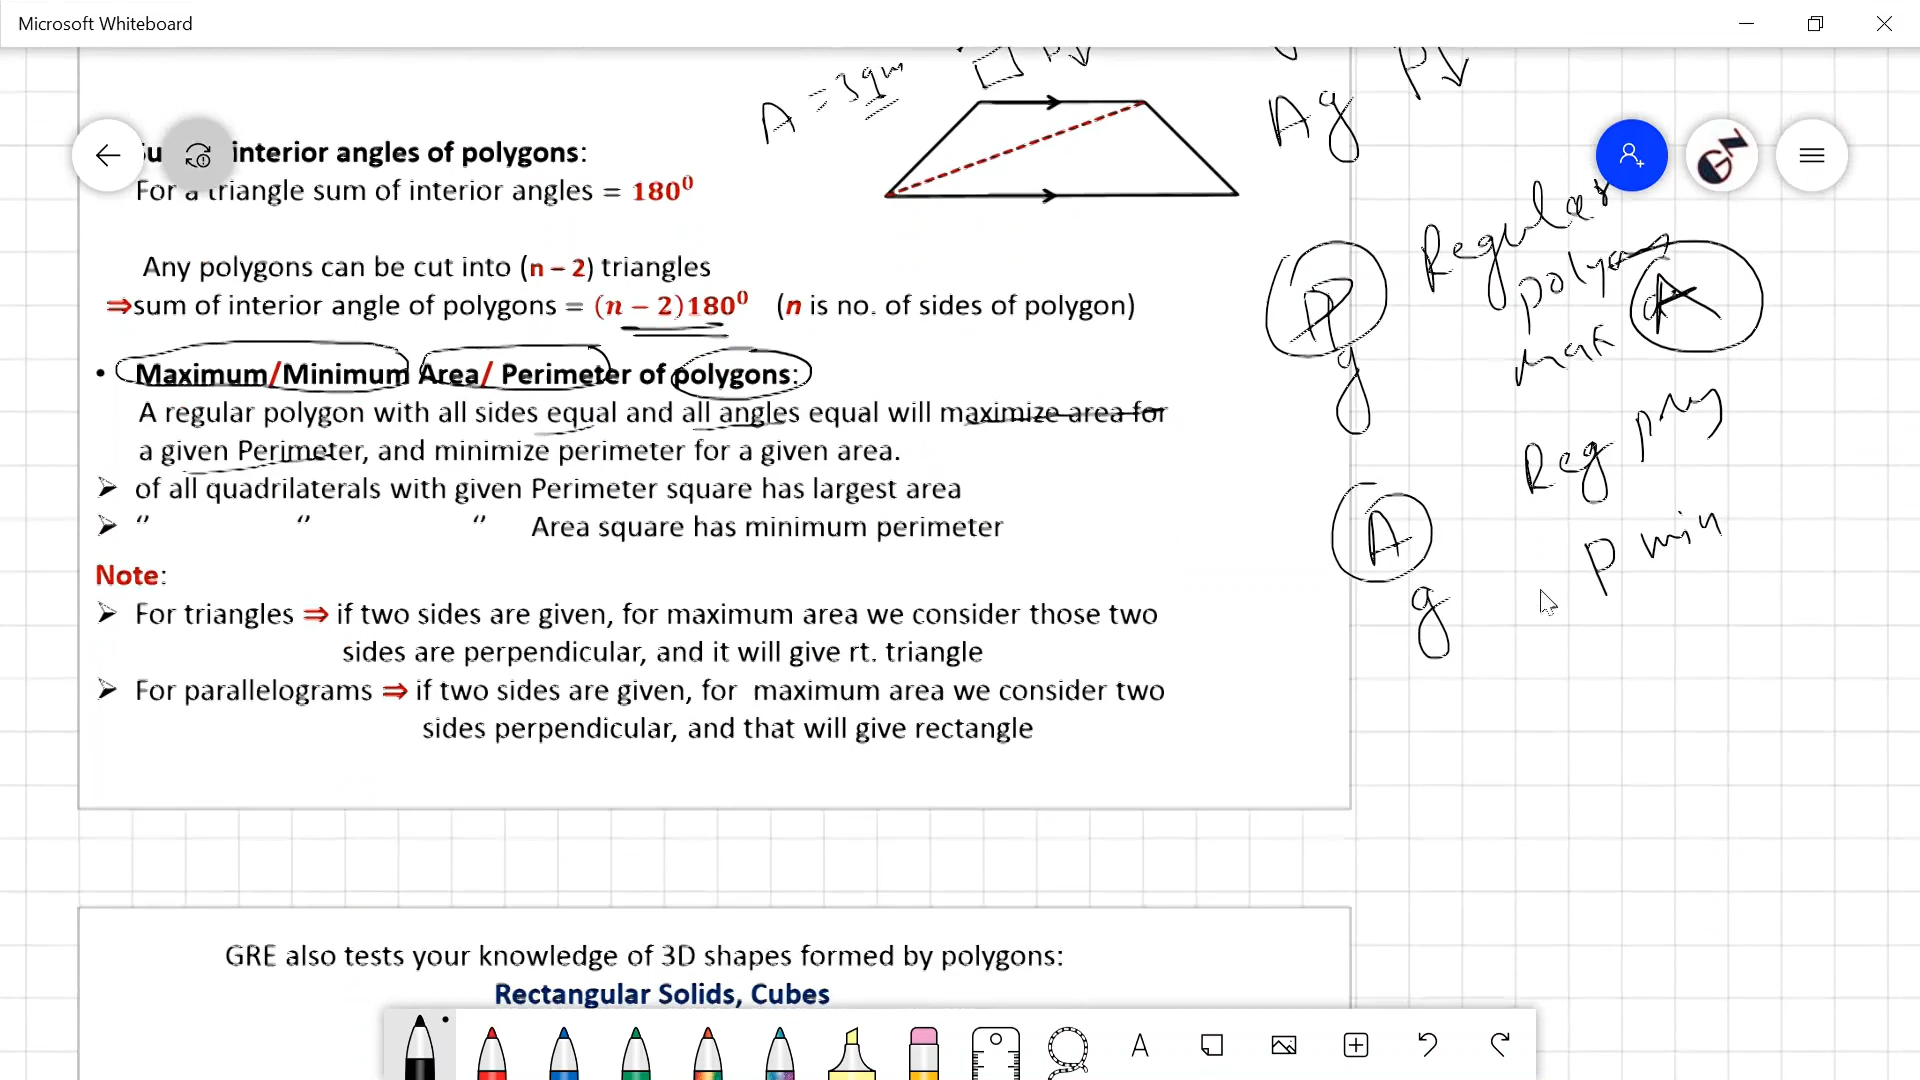 Microsoft Whiteboard
A = 39m
P↓
P↓
Ag
Su interior angles of polygons:
For a triangle sum of interior angles = 180⁰
Any polygons can be cut into (n – 2) triangles
⇒sum of interior angle of polygons = (n − 2)180⁰ (n is no. of sides of polygon)
• Maximum/Minimum Area/ Perimeter of polygons:
A regular polygon with all sides equal and all angles equal will maximize area for
a given Perimeter, and minimize perimeter for a given area.
➢ of all quadrilaterals with given Perimeter square has largest area
➢ ‘’ ‘’ ‘’ Area square has minimum perimeter
Note:
➢ For triangles ⇒ if two sides are given, for maximum area we consider those two
sides are perpendicular, and it will give rt. triangle
➢ For parallelograms ⇒ if two sides are given, for maximum area we consider two
sides perpendicular, and that will give rectangle
Regular
P
g
max
A
Reg poly
A
g
P min
GRE also tests your knowledge of 3D shapes formed by polygons:
Rectangular Solids, Cubes